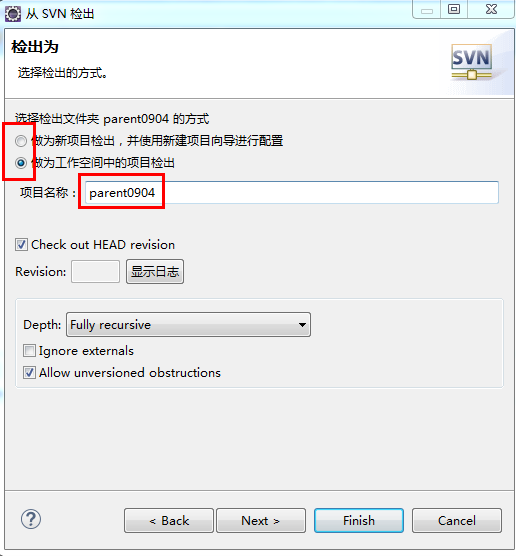 从 SVN 检出
检出为
选择检出的方式。
SVN
选择检出文件夹 parent0904 的方式
做为新项目检出，并使用新建项目向导进行配置
做为工作空间中的项目检出
项目名称： parent0904
Check out HEAD revision
Revision: 显示日志
Depth: Fully recursive
Ignore externals
Allow unversioned obstructions
? < Back Next > Finish Cancel